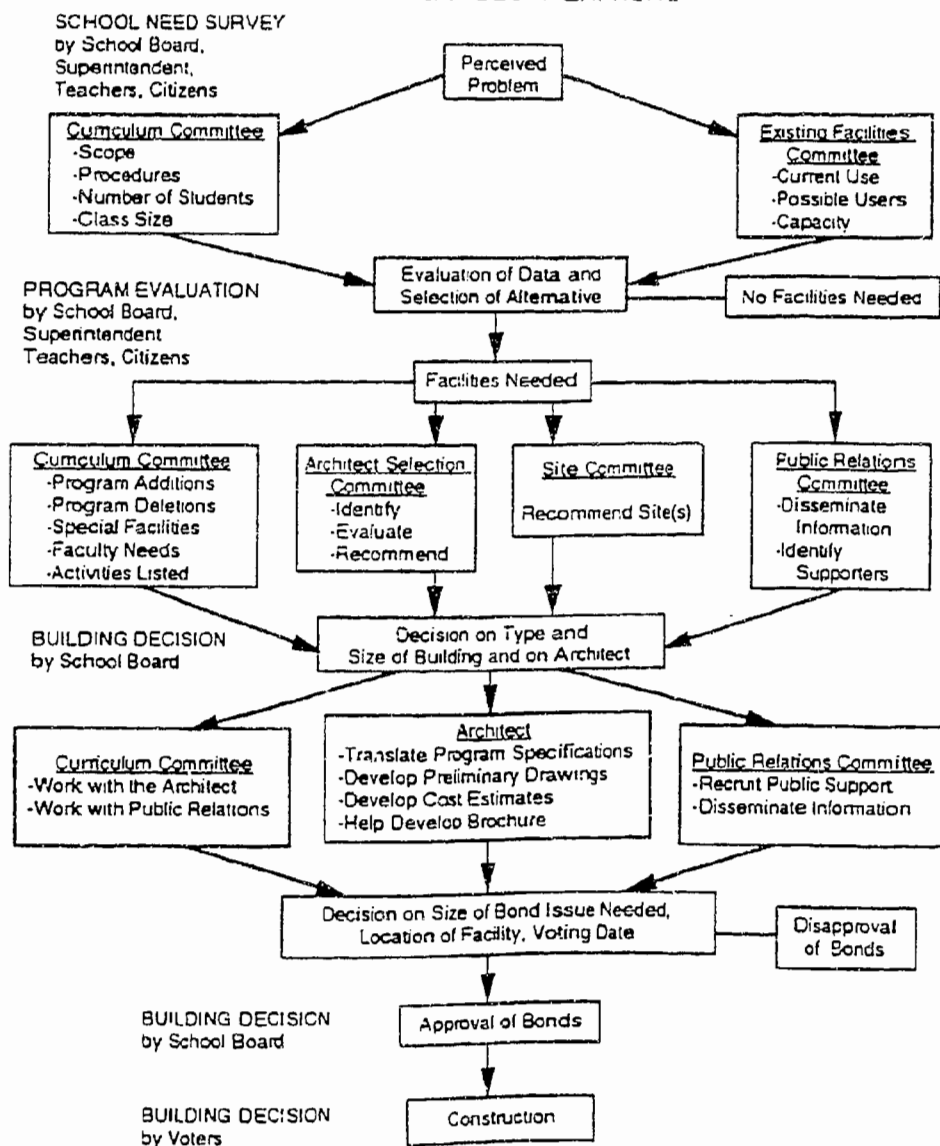 SCHOOL NEED SURVEY
by School Board,
Superintendent,
Teachers, Citizens
Perceived
Problem
Curriculum Committee
-Scope
-Procedures
-Number of Students
-Class Size
Existing Facilities
Committee
-Current Use
-Possible Users
-Capacity
Evaluation of Data and
Selection of Alternative
No Facilities Needed
PROGRAM EVALUATION
by School Board,
Superintendent
Teachers, Citizens
Facilities Needed
Curriculum Committee
-Program Additions
-Program Deletions
-Special Facilities
-Faculty Needs
-Activities Listed
Architect Selection
Committee
-Identify
-Evaluate
-Recommend
Site Committee
Recommend Site(s)
Public Relations
Committee
-Disseminate
Information
-Identify
Supporters
BUILDING DECISION
by School Board
Decision on Type and
Size of Building and on Architect
Curriculum Committee
-Work with the Architect
-Work with Public Relations
Architect
-Translate Program Specifications
-Develop Preliminary Drawings
-Develop Cost Estimates
-Help Develop Brochure
Public Relations Committee
-Recruit Public Support
-Disseminate Information
Decision on Size of Bond Issue Needed,
Location of Facility, Voting Date
Disapproval
of Bonds
BUILDING DECISION
by School Board
Approval of Bonds
BUILDING DECISION
by Voters
Construction